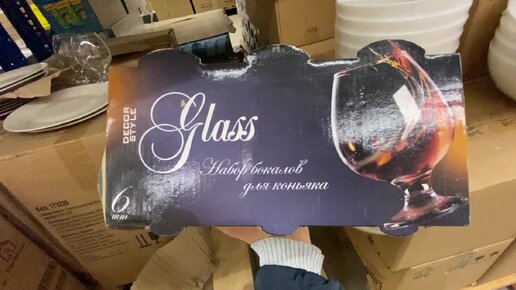 DECOR
STYLE
Glass
Набор бокалов
для коньяка
6
шт